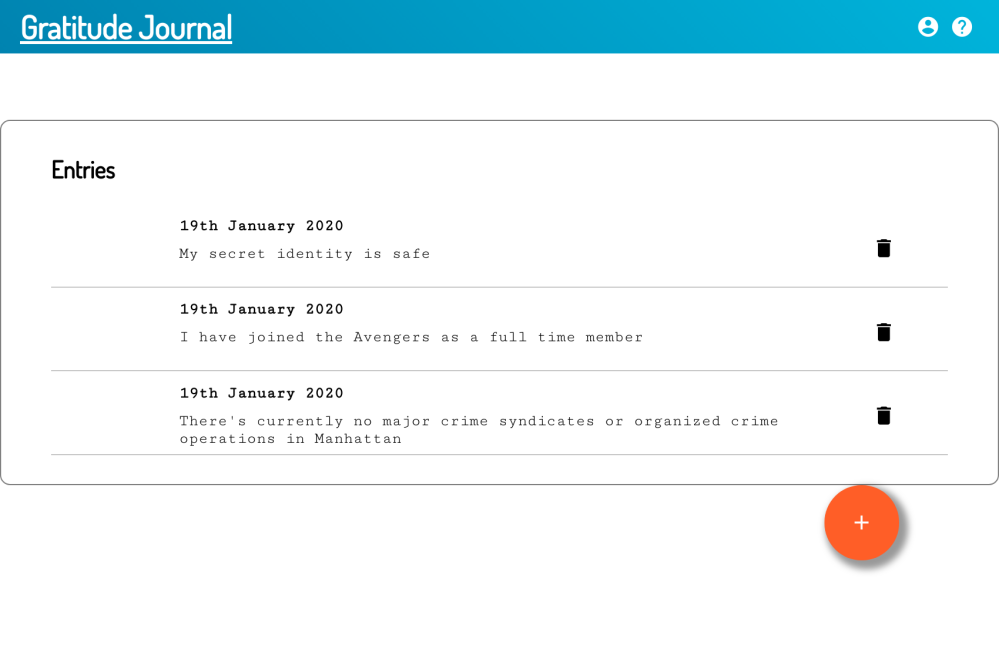 Gratitude Journal
Entries
19th January 2020
My secret identity is safe
19th January 2020
I have joined the Avengers as a full time member
19th January 2020
There's currently no major crime syndicates or organized crime
operations in Manhattan
+